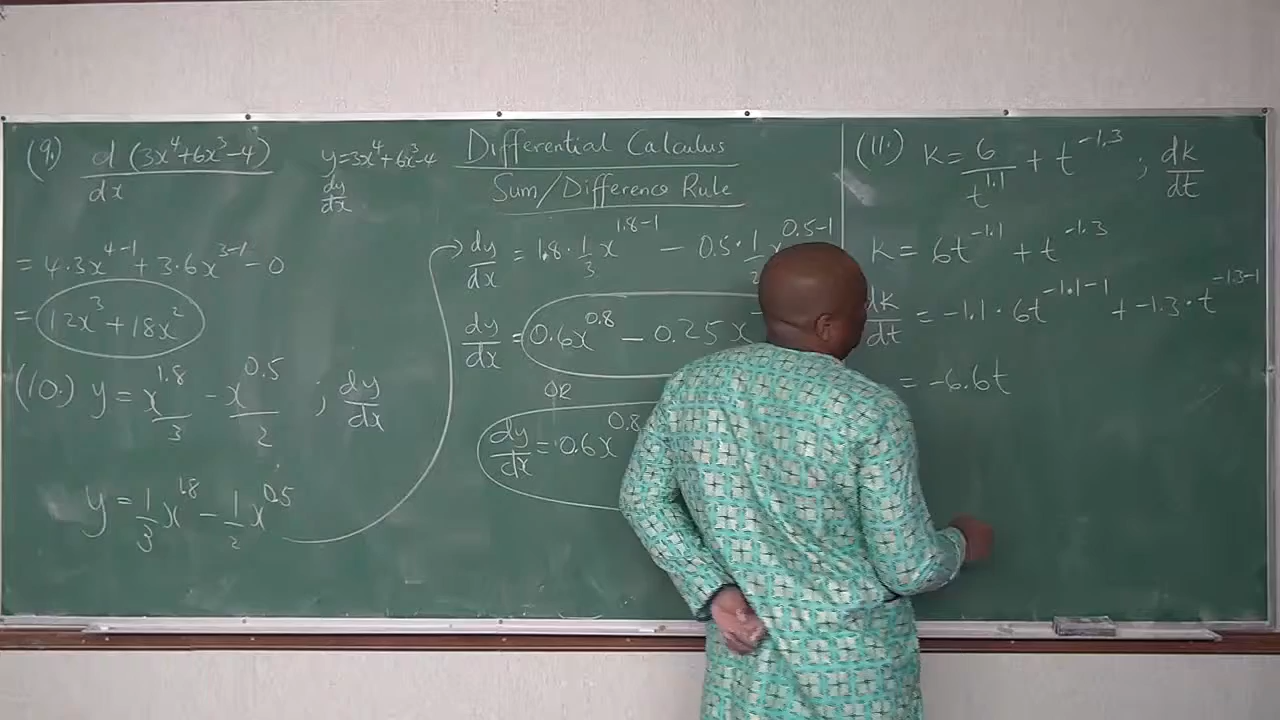 Differential Calculus
Sum/Difference Rule
(9.) d(3x⁴+6x³-4)/dx y=3x⁴+6x³-4
dy/dx
= 4·3x⁴⁻¹+3·6x³⁻¹-0
= 12x³+18x²
(10.) y = x^1.8/3 - x^0.5/2 ; dy/dx
y = 1/3 x^1.8 - 1/2 x^0.5
dy/dx = 1.8·1/3 x^1.8-1 - 0.5·1/2 x^0.5-1
dy/dx = 0.6x^0.8 - 0.25x
OR
dy/dx = 0.6x^0.8
(11.) K = 6/t^1.1 + t^-1.3 ; dk/dt
K = 6t^-1.1 + t^-1.3
dk/dt = -1.1·6t^-1.1-1 + -1.3·t^-1.3-1
= -6.6t